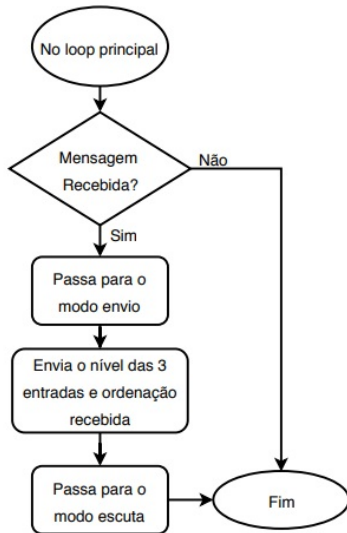 No loop principal
Mensagem
Recebida?
Não
Sim
Passa para o
modo envio
Envia o nível das 3
entradas e ordenação
recebida
Passa para o
modo escuta
Fim